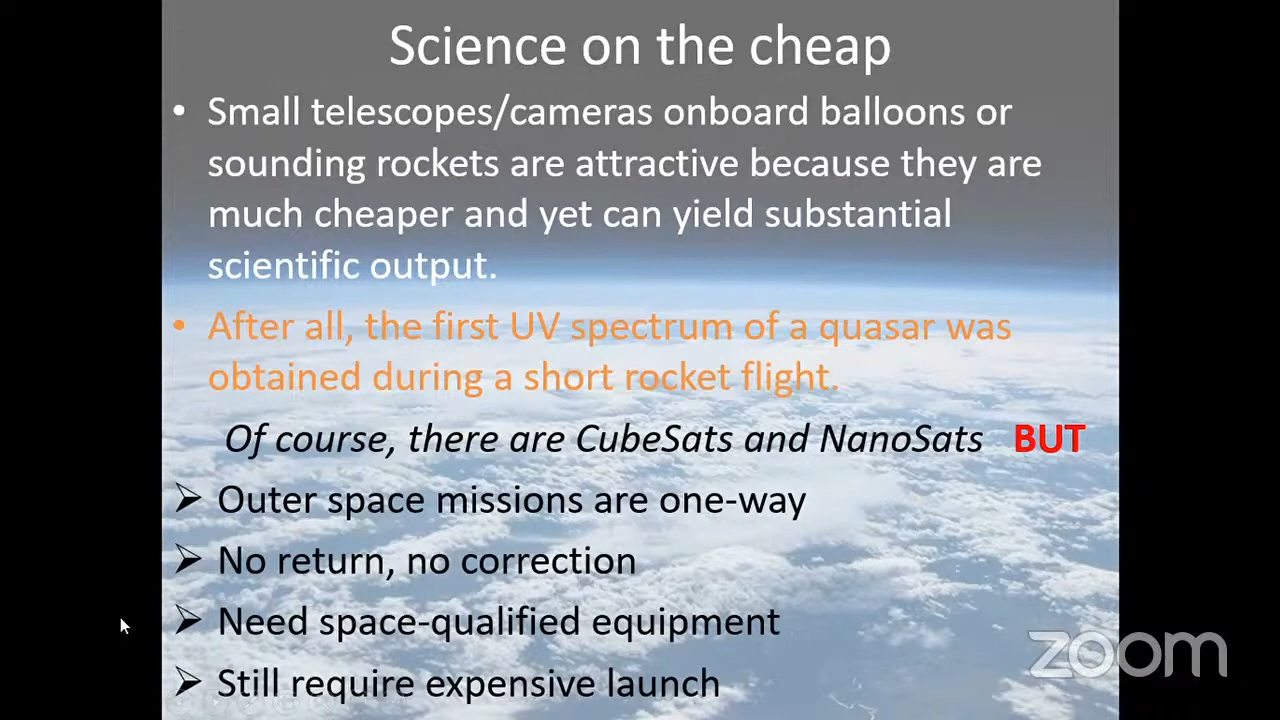 Science on the cheap
• Small telescopes/cameras onboard balloons or
sounding rockets are attractive because they are
much cheaper and yet can yield substantial
scientific output.
• After all, the first UV spectrum of a quasar was
obtained during a short rocket flight.
Of course, there are CubeSats and NanoSats BUT
➢ Outer space missions are one-way
➢ No return, no correction
➢ Need space-qualified equipment
➢ Still require expensive launch
zoom